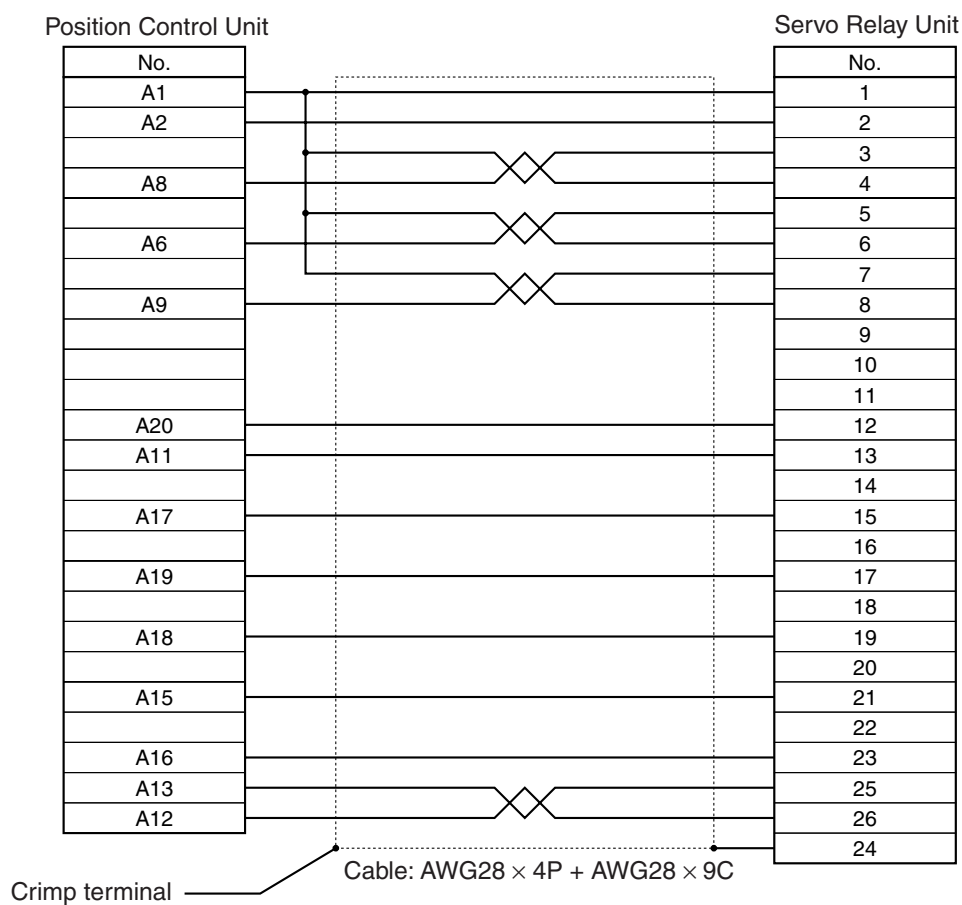 Position Control Unit Servo Relay Unit
No. No.
A1 1
A2 2
3
A8 4
5
A6 6
7
A9 8
9
10
11
A20 12
A11 13
14
A17 15
16
A19 17
18
A18 19
20
A15 21
22
A16 23
A13 25
A12 26
24
Cable: AWG28 × 4P + AWG28 × 9C
Crimp terminal